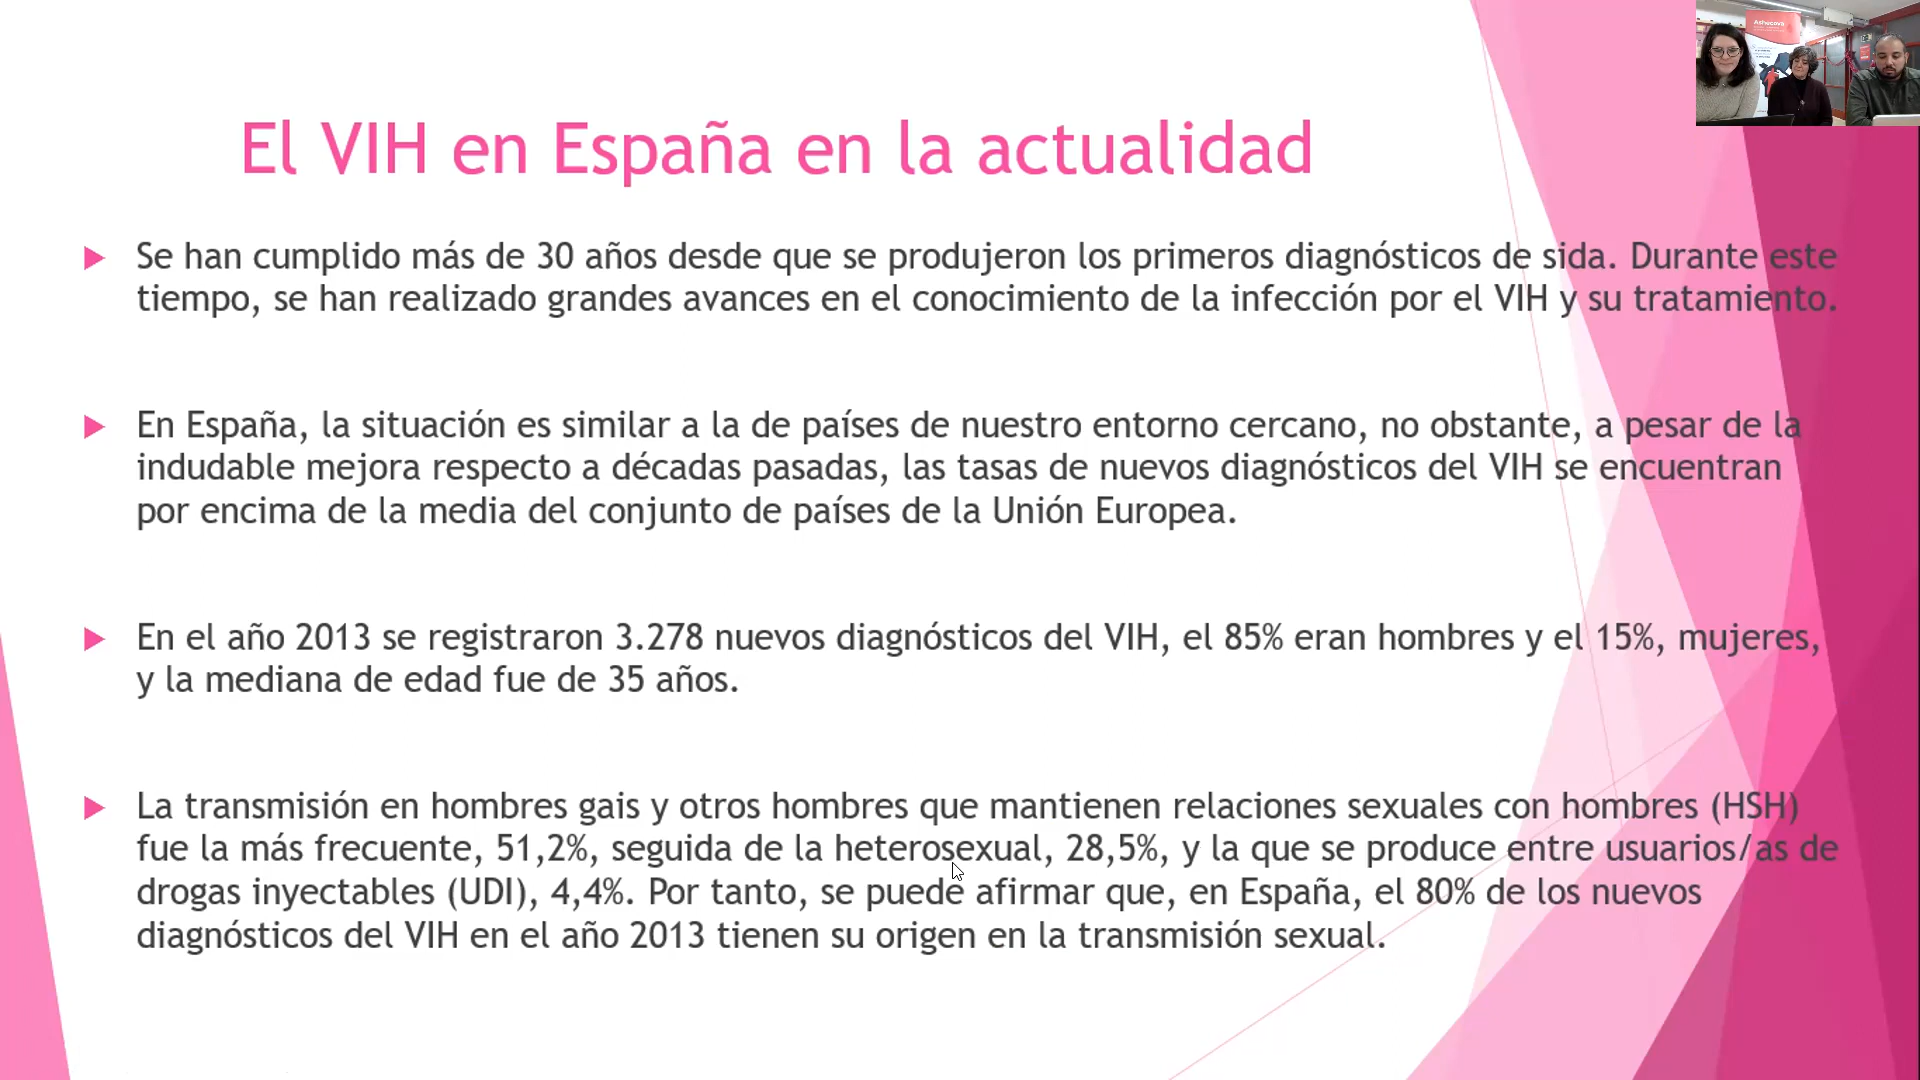 Ashecova
El VIH en España en la actualidad
Se han cumplido más de 30 años desde que se produjeron los primeros diagnósticos de sida. Durante este
tiempo, se han realizado grandes avances en el conocimiento de la infección por el VIH y su tratamiento.
En España, la situación es similar a la de países de nuestro entorno cercano, no obstante, a pesar de la
indudable mejora respecto a décadas pasadas, las tasas de nuevos diagnósticos del VIH se encuentran
por encima de la media del conjunto de países de la Unión Europea.
En el año 2013 se registraron 3.278 nuevos diagnósticos del VIH, el 85% eran hombres y el 15%, mujeres,
y la mediana de edad fue de 35 años.
La transmisión en hombres gais y otros hombres que mantienen relaciones sexuales con hombres (HSH)
fue la más frecuente, 51,2%, seguida de la heterosexual, 28,5%, y la que se produce entre usuarios/as de
drogas inyectables (UDI), 4,4%. Por tanto, se puede afirmar que, en España, el 80% de los nuevos
diagnósticos del VIH en el año 2013 tienen su origen en la transmisión sexual.